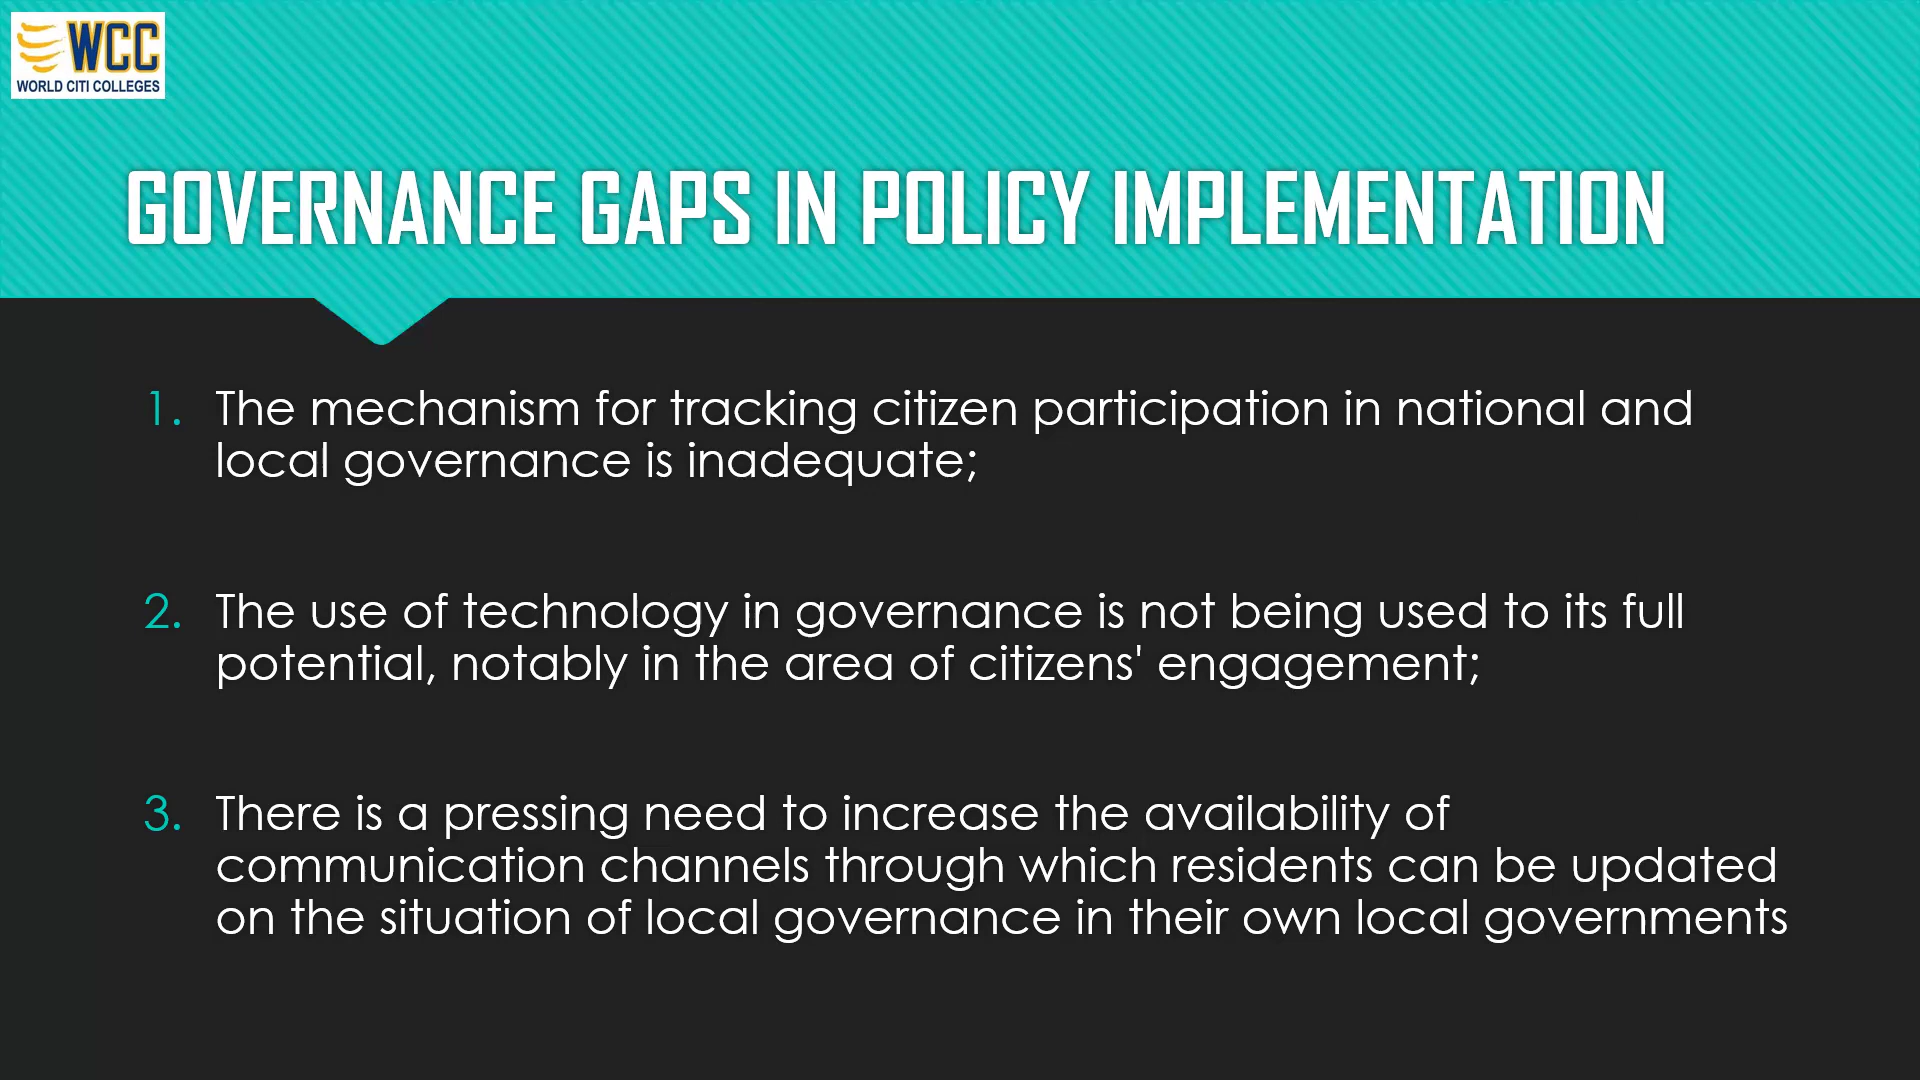 WCC
WORLD CITI COLLEGES
GOVERNANCE GAPS IN POLICY IMPLEMENTATION
1. The mechanism for tracking citizen participation in national and
local governance is inadequate;
2. The use of technology in governance is not being used to its full
potential, notably in the area of citizens' engagement;
3. There is a pressing need to increase the availability of
communication channels through which residents can be updated
on the situation of local governance in their own local governments